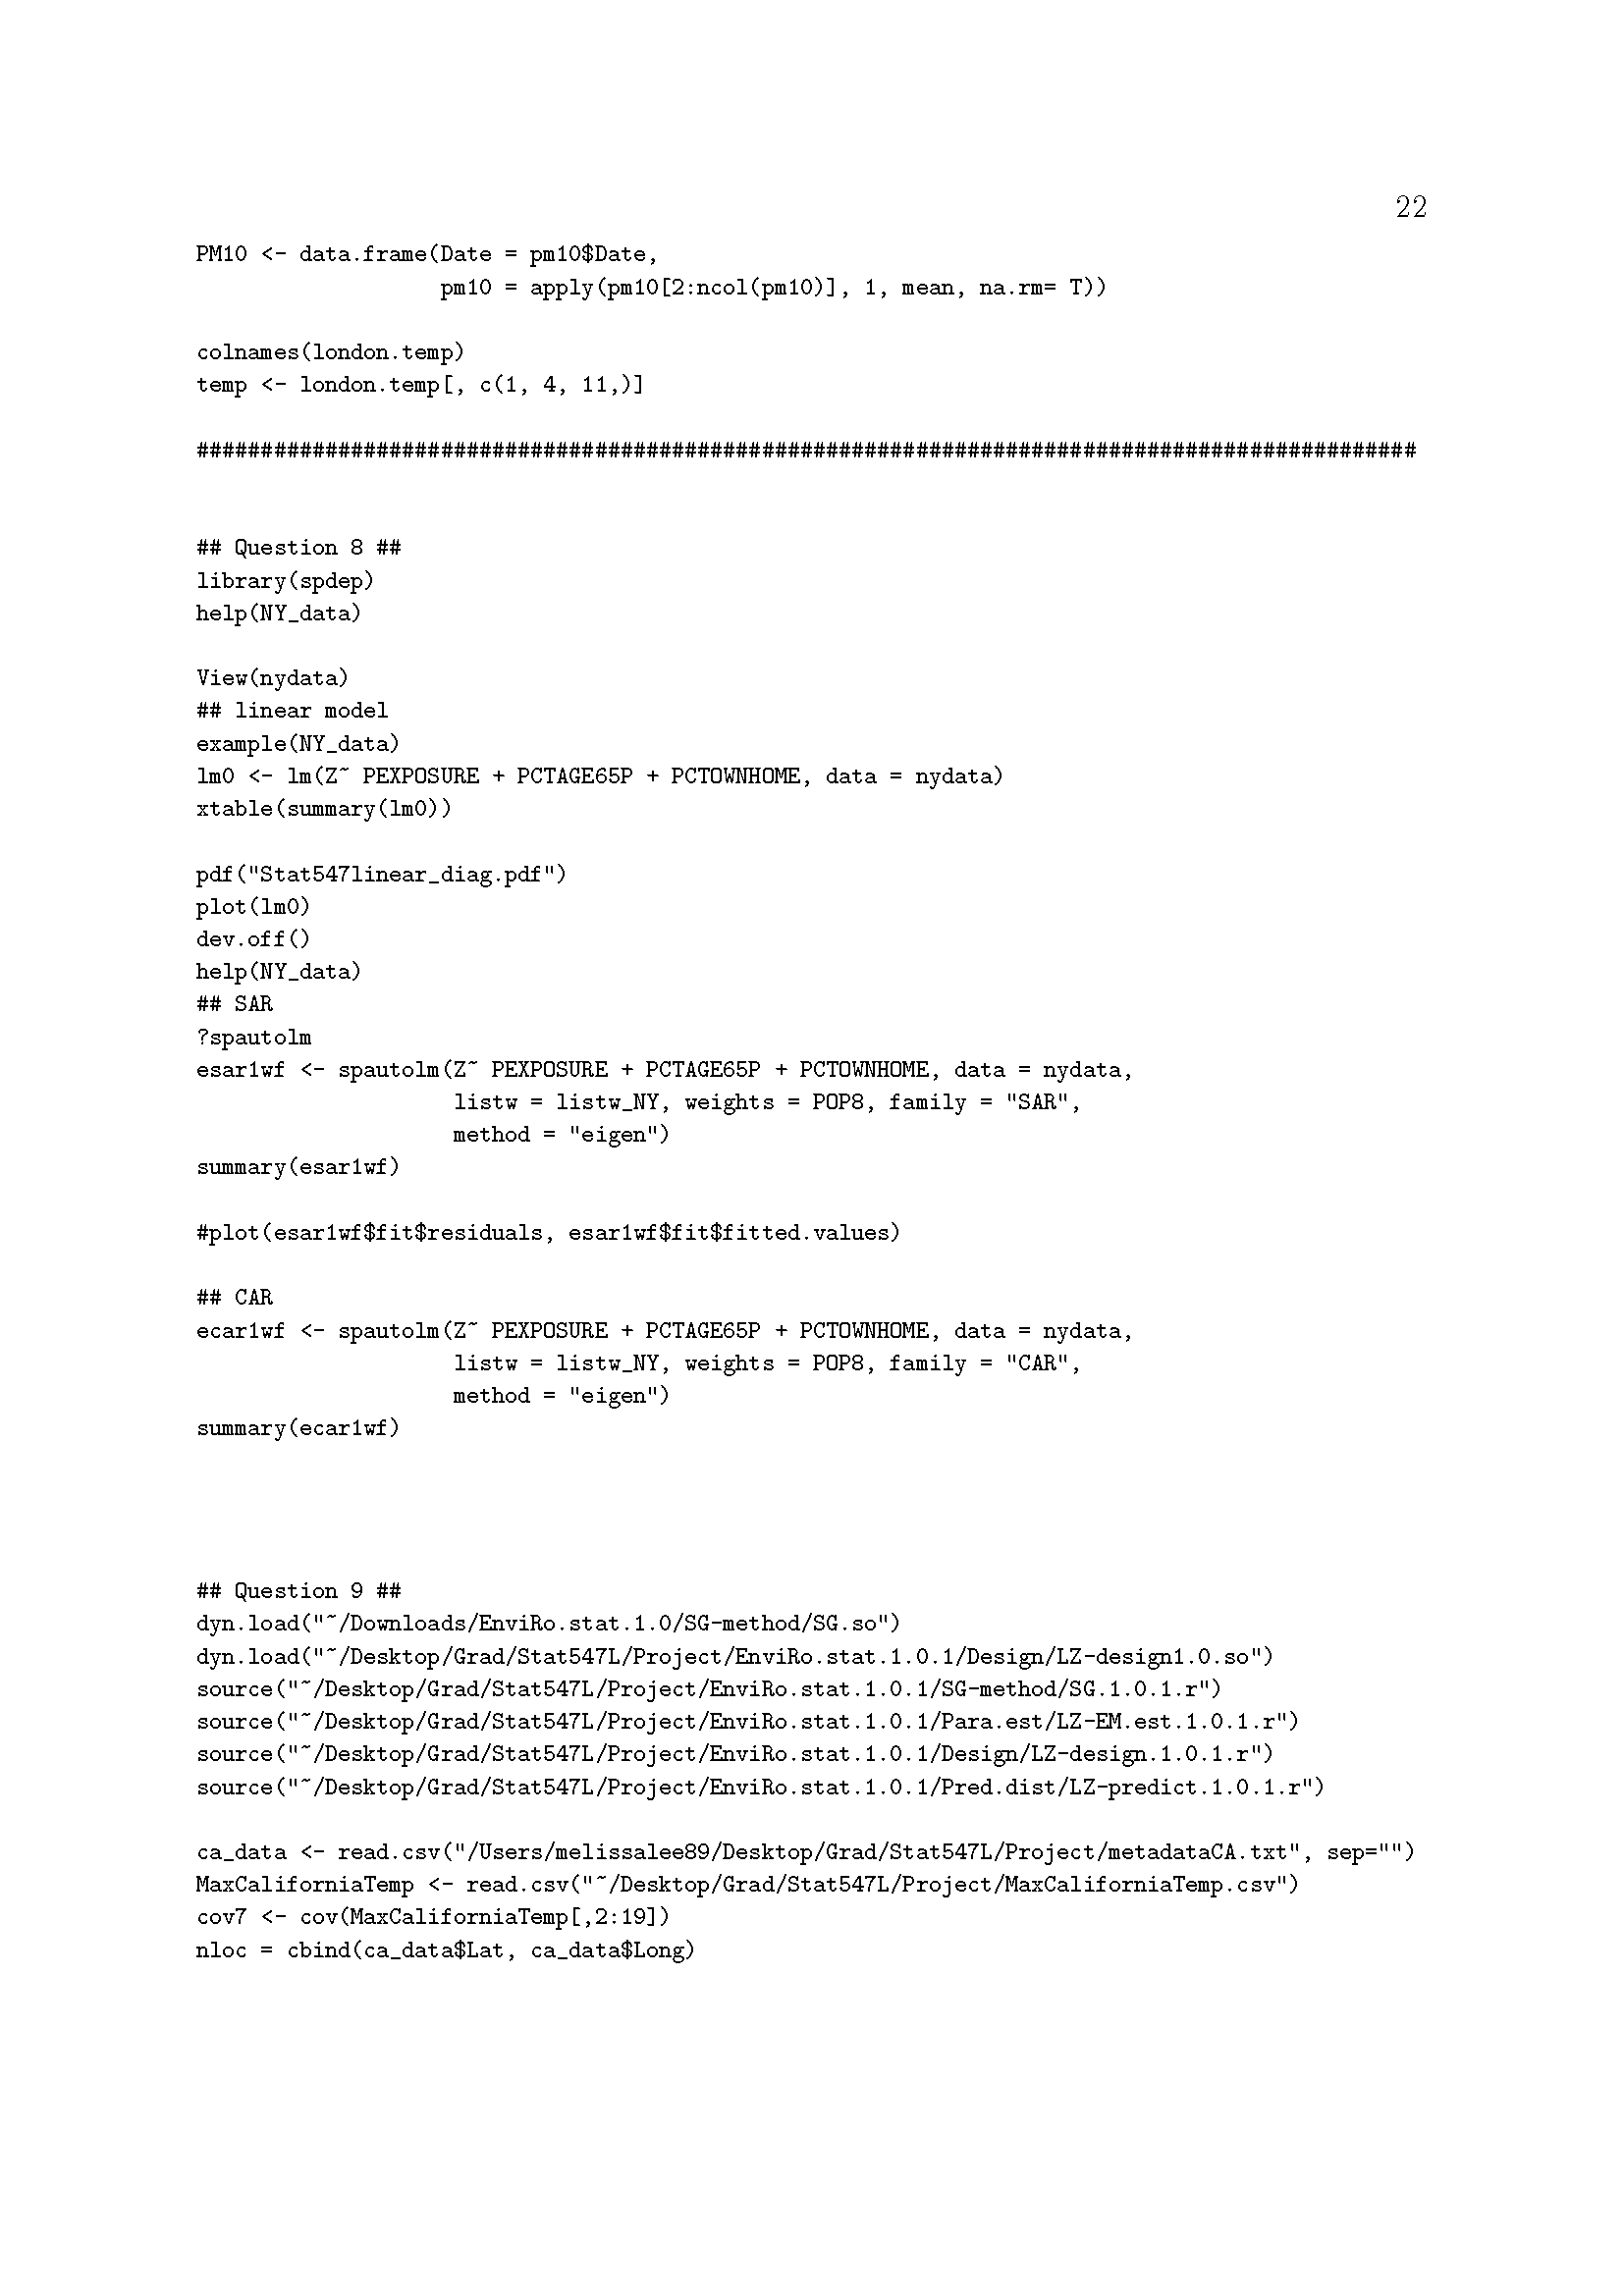 22
PM10 <- data.frame(Date = pm10$Date,
                   pm10 = apply(pm10[2:ncol(pm10)], 1, mean, na.rm= T))
colnames(london.temp)
temp <- london.temp[, c(1, 4, 11,)]
###############################################################################################
## Question 8 ##
library(spdep)
help(NY_data)
View(nydata)
## linear model
example(NY_data)
lm0 <- lm(Z~ PEXPOSURE + PCTAGE65P + PCTOWNHOME, data = nydata)
xtable(summary(lm0))
pdf("Stat547linear_diag.pdf")
plot(lm0)
dev.off()
help(NY_data)
## SAR
?spautolm
esar1wf <- spautolm(Z~ PEXPOSURE + PCTAGE65P + PCTOWNHOME, data = nydata,
                    listw = listw_NY, weights = POP8, family = "SAR",
                    method = "eigen")
summary(esar1wf)
#plot(esar1wf$fit$residuals, esar1wf$fit$fitted.values)
## CAR
ecar1wf <- spautolm(Z~ PEXPOSURE + PCTAGE65P + PCTOWNHOME, data = nydata,
                    listw = listw_NY, weights = POP8, family = "CAR",
                    method = "eigen")
summary(ecar1wf)
## Question 9 ##
dyn.load("~/Downloads/EnviRo.stat.1.0/SG-method/SG.so")
dyn.load("~/Desktop/Grad/Stat547L/Project/EnviRo.stat.1.0.1/Design/LZ-design1.0.so")
source("~/Desktop/Grad/Stat547L/Project/EnviRo.stat.1.0.1/SG-method/SG.1.0.1.r")
source("~/Desktop/Grad/Stat547L/Project/EnviRo.stat.1.0.1/Para.est/LZ-EM.est.1.0.1.r")
source("~/Desktop/Grad/Stat547L/Project/EnviRo.stat.1.0.1/Design/LZ-design.1.0.1.r")
source("~/Desktop/Grad/Stat547L/Project/EnviRo.stat.1.0.1/Pred.dist/LZ-predict.1.0.1.r")
ca_data <- read.csv("/Users/melissalee89/Desktop/Grad/Stat547L/Project/metadataCA.txt", sep="")
MaxCaliforniaTemp <- read.csv("~/Desktop/Grad/Stat547L/Project/MaxCaliforniaTemp.csv")
cov7 <- cov(MaxCaliforniaTemp[,2:19])
nloc = cbind(ca_data$Lat, ca_data$Long)